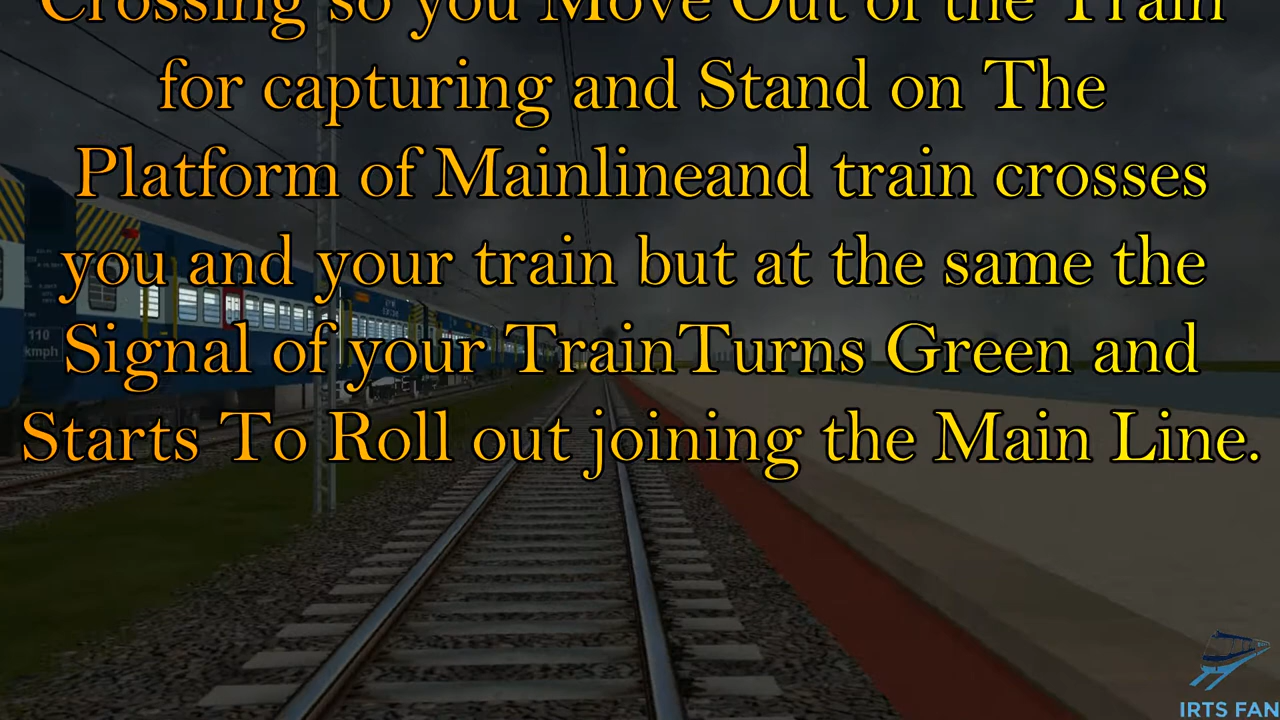 Crossing so you Move Out of the Train
for capturing and Stand on The
Platform of Mainlineand train crosses
you and your train but at the same the
Signal of your TrainTurns Green and
Starts To Roll out joining the Main Line.
110
kmph
IRTS FAN